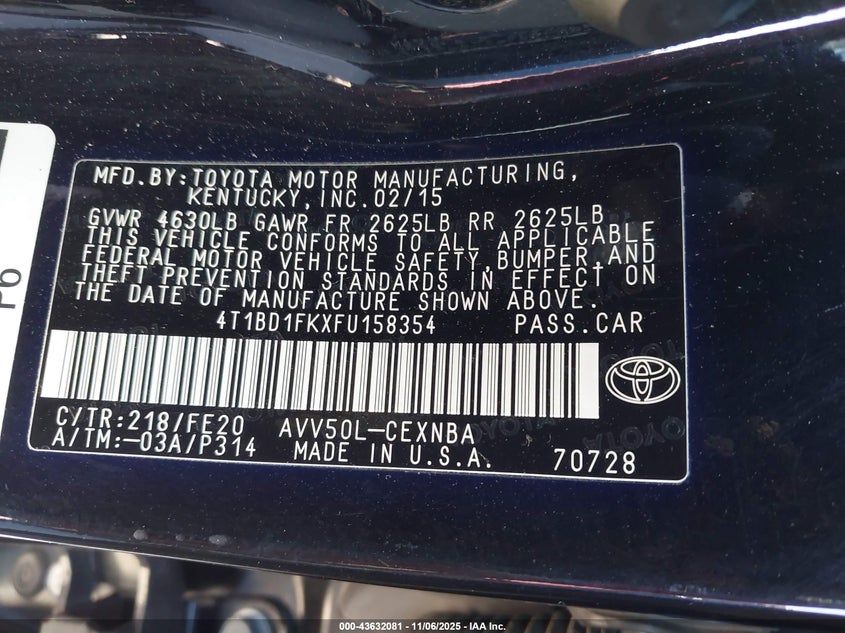 P6
MFD.BY:TOYOTA MOTOR MANUFACTURING,
KENTUCKY,INC.02/15
GVWR 4630LB GAWR FR 2625LB RR 2625LB
THIS VEHICLE CONFORMS TO ALL APPLICABLE
FEDERAL MOTOR VEHICLE SAFETY,BUMPER,AND
THEFT PREVENTION STANDARDS IN EFFECT ON
THE DATE OF MANUFACTURE SHOWN ABOVE.
4T1BD1FKXFU158354 PASS.CAR
C/TR:218/FE20 AVV50L-CEXNBA
A/TM:-03A/P314 MADE IN U.S.A. 70728
000-43632081 - 11/06/2025 - IAA Inc.